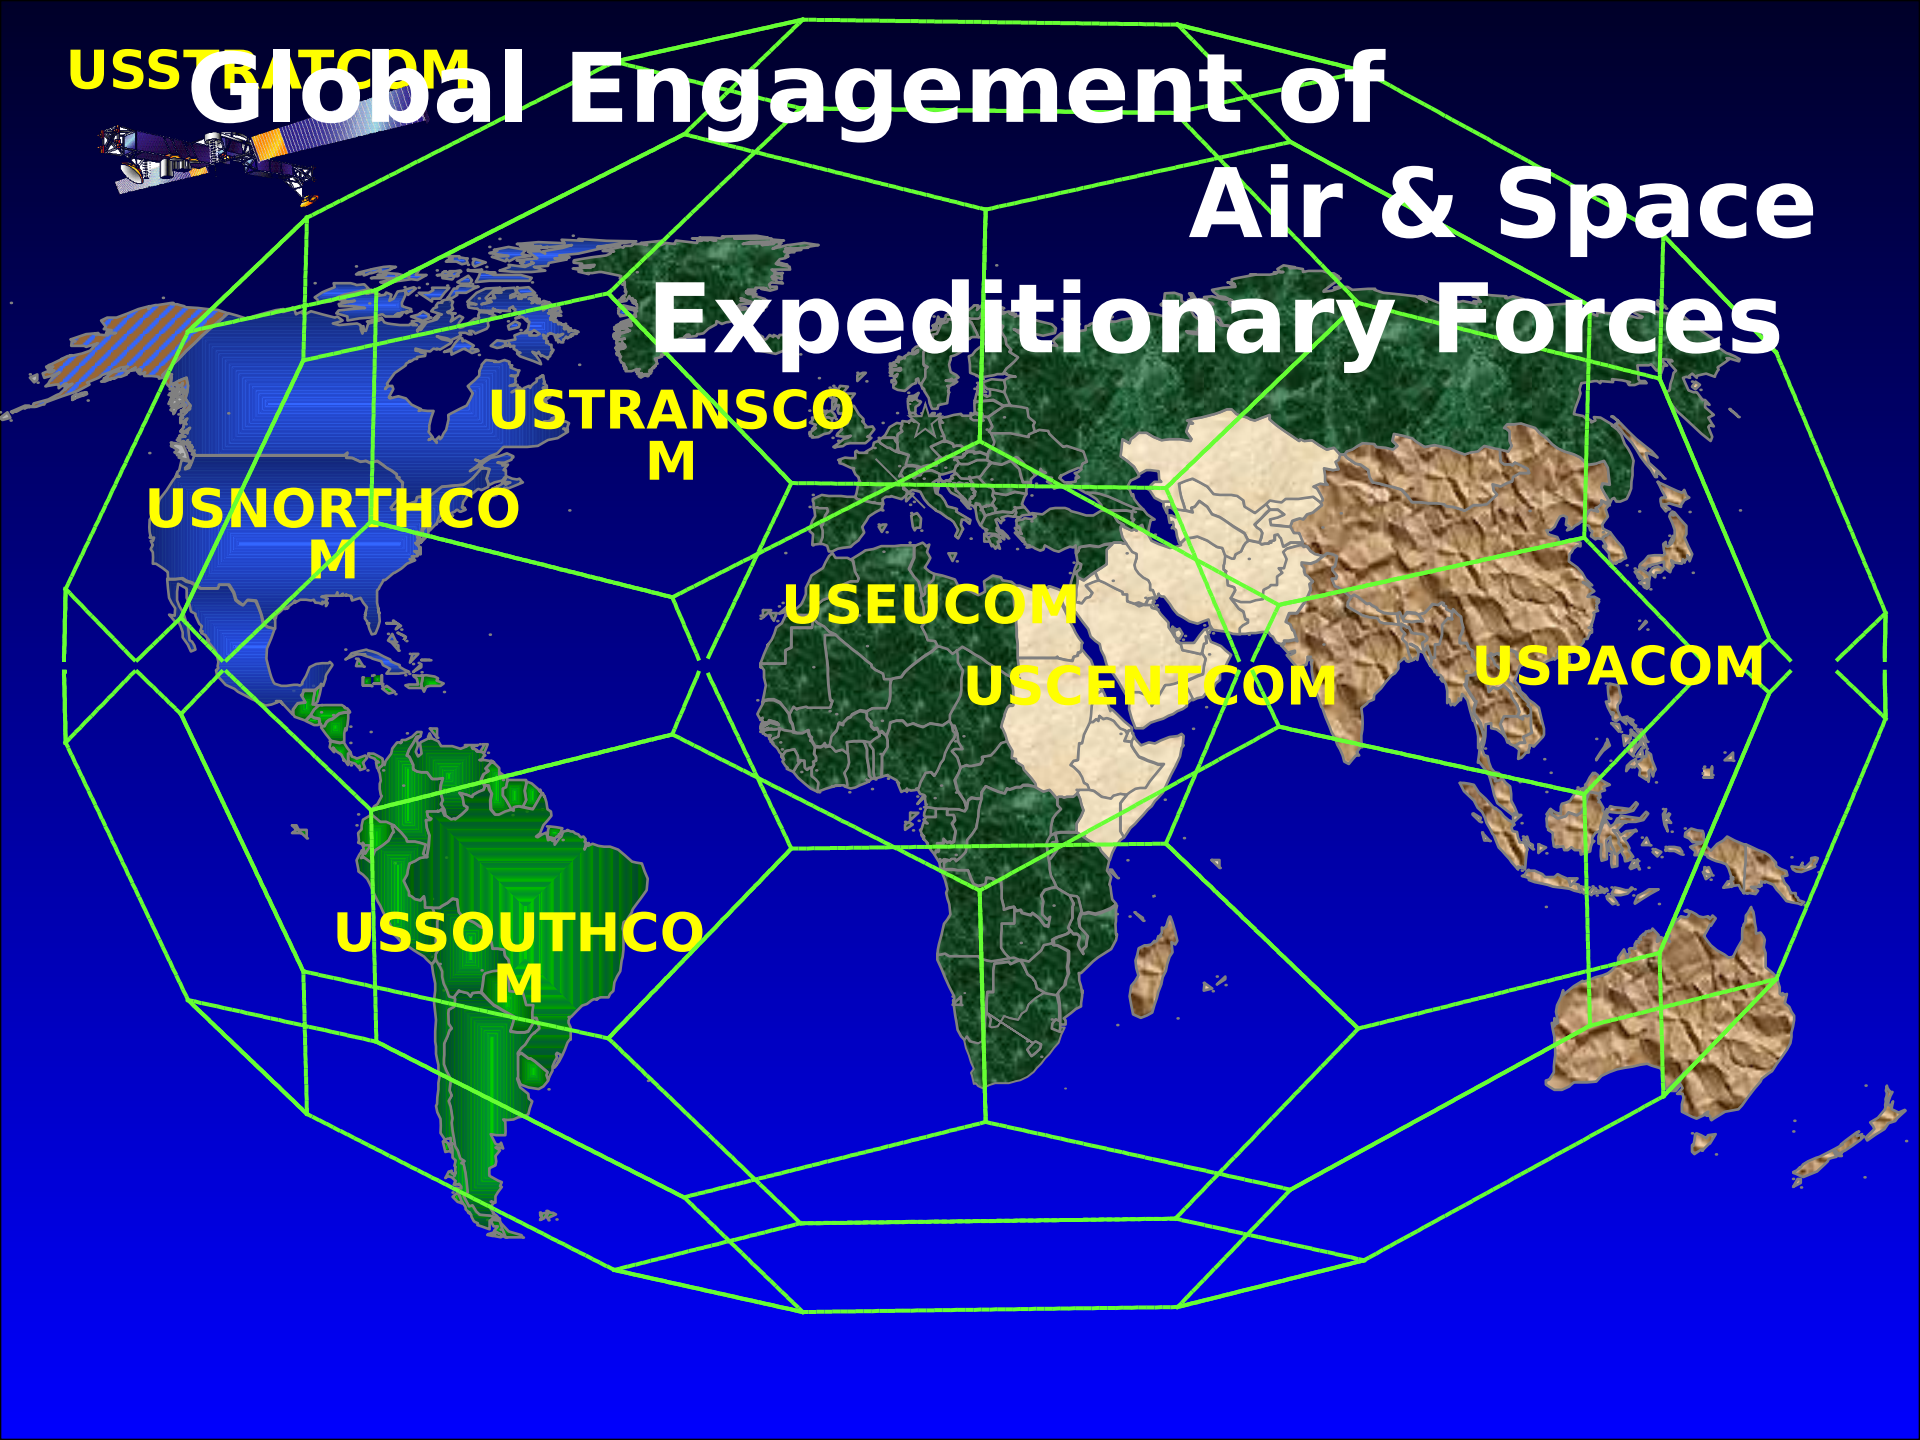 USSTRATCOM
Global Engagement of
Air & Space
Expeditionary Forces
USTRANSCO
M
USNORTHCO
M
USEUCOM
USCENTCOM
USPACOM
USSOUTHCO
M